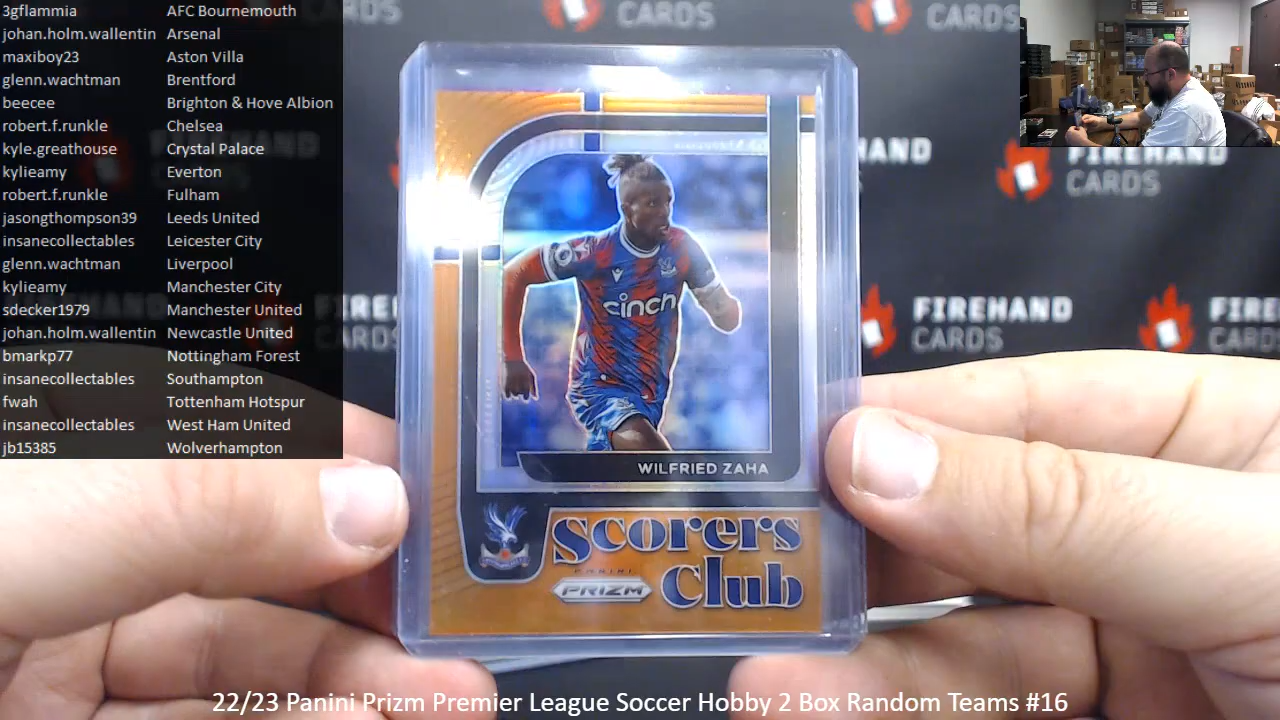 3gflammia AFC Bournemouth
johan.holm.wallentin Arsenal
maxiboy23 Aston Villa
glenn.wachtman Brentford
beecee Brighton & Hove Albion
robert.f.runkle Chelsea
kyle.greathouse Crystal Palace
kylieamy Everton
robert.f.runkle Fulham
jasongthompson39 Leeds United
insanecollectables Leicester City
glenn.wachtman Liverpool
kylieamy Manchester City
sdecker1979 Manchester United
johan.holm.wallentin Newcastle United
bmarkp77 Nottingham Forest
insanecollectables Southampton
fwah Tottenham Hotspur
insanecollectables West Ham United
jb15385 Wolverhampton
CARDS
CARDS
CARDS
HAND
CARDS
FIREHAND
CARDS
cinch
WILFRIED ZAHA
Scorers
Club
PANINI
PRIZM
22/23 Panini Prizm Premier League Soccer Hobby 2 Box Random Teams #16